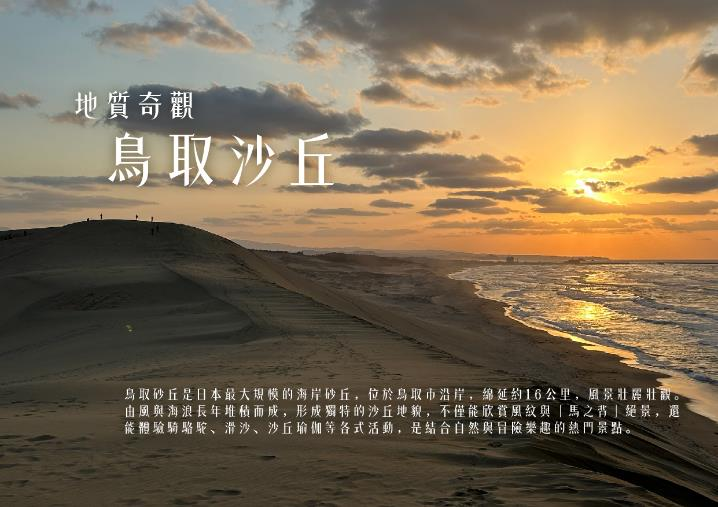 地質奇觀
鳥取沙丘
鳥取砂丘是日本最大規模的海岸砂丘，位於鳥取市沿岸，綿延約16公里，風景壯麗壯觀。
由風與海浪長年堆積而成，形成獨特的沙丘地貌，不僅能欣賞風紋與「馬之背」絕景，還
能體驗騎駱駝、滑沙、沙丘瑜伽等各式活動，是結合自然與冒險樂趣的熱門景點。